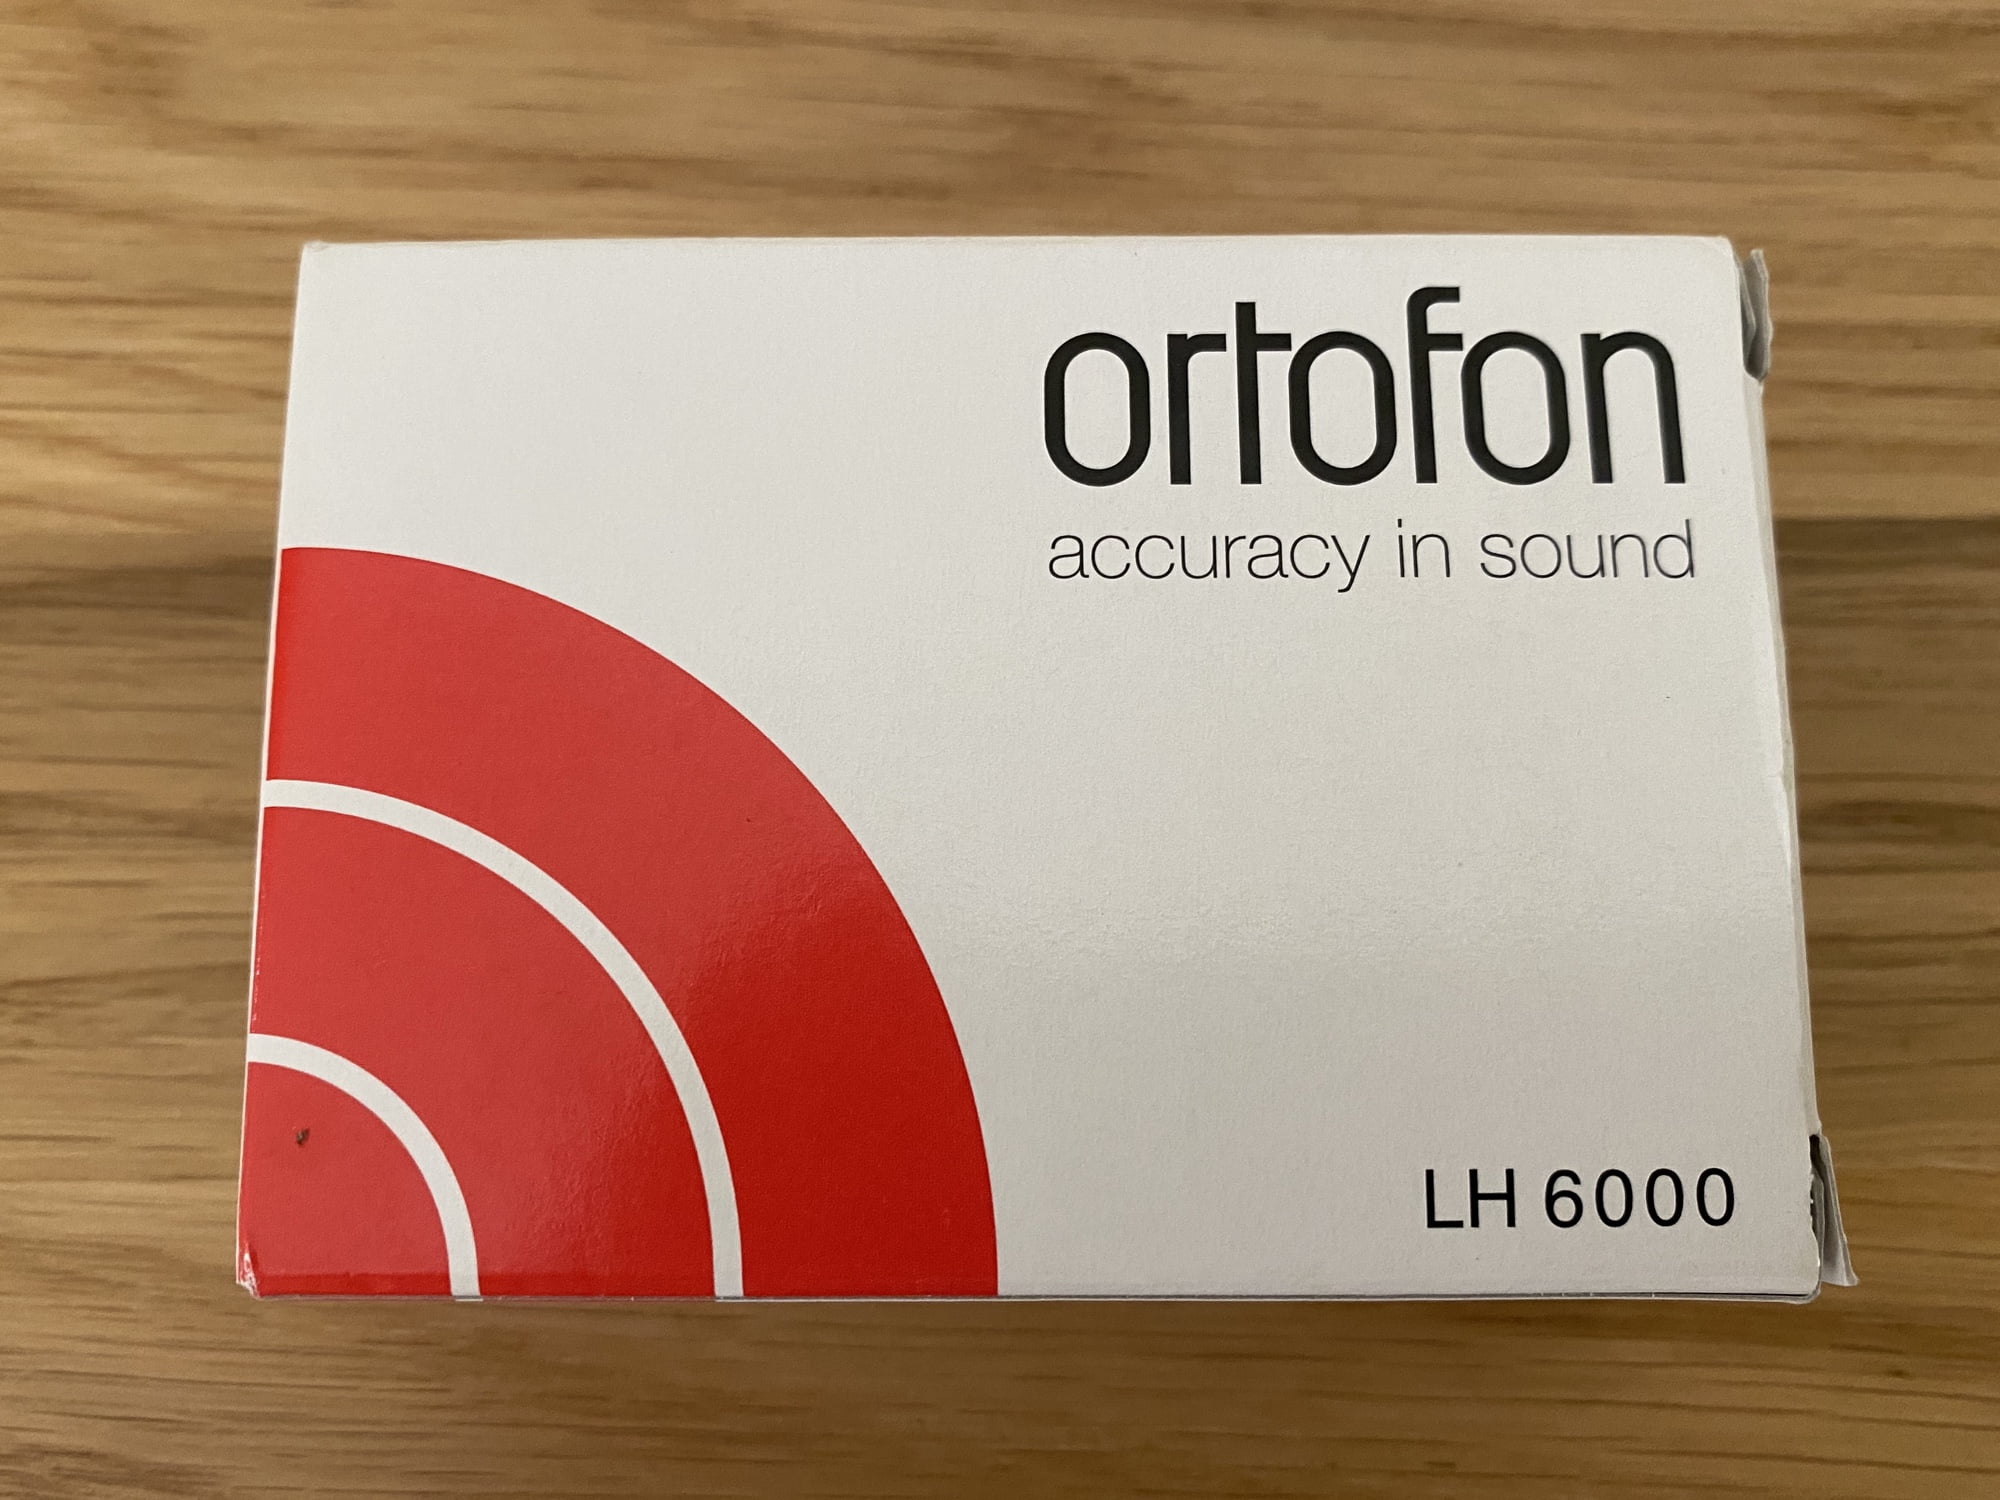 ortofon
accuracy in sound
LH 6000